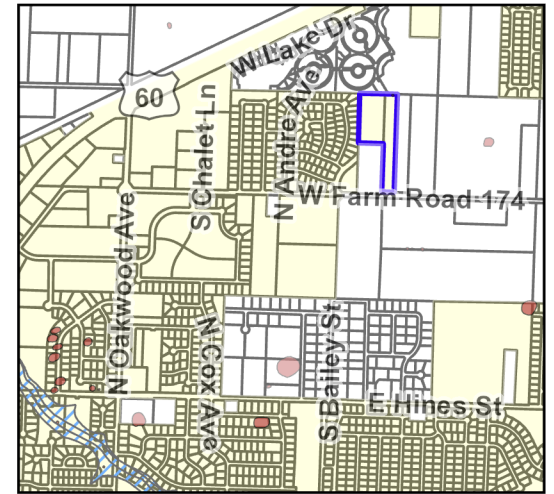 W Lake Dr
60
S Chalet Ln
N Andre Ave
W Farm Road 174
N Oakwood Ave
N Cox Ave
S Bailey St
E Hines St